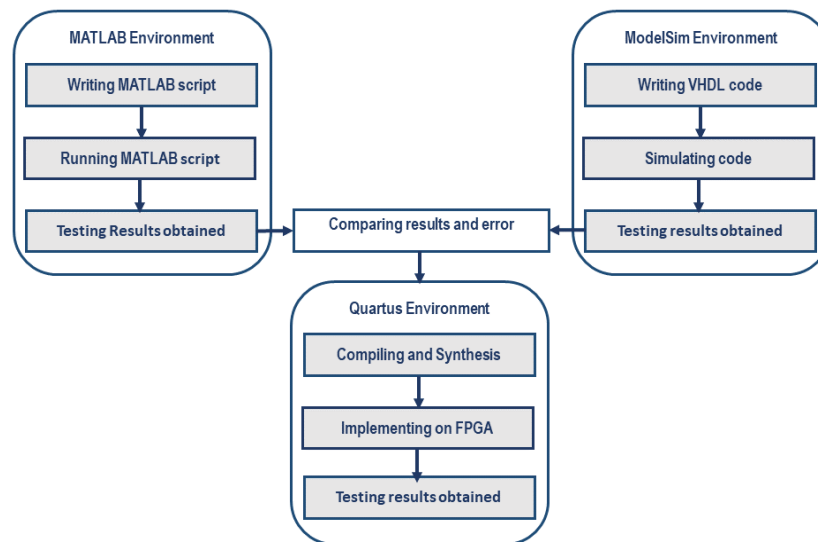 MATLAB Environment
Writing MATLAB script
Running MATLAB script
Testing Results obtained
ModelSim Environment
Writing VHDL code
Simulating code
Testing results obtained
Comparing results and error
Quartus Environment
Compiling and Synthesis
Implementing on FPGA
Testing results obtained